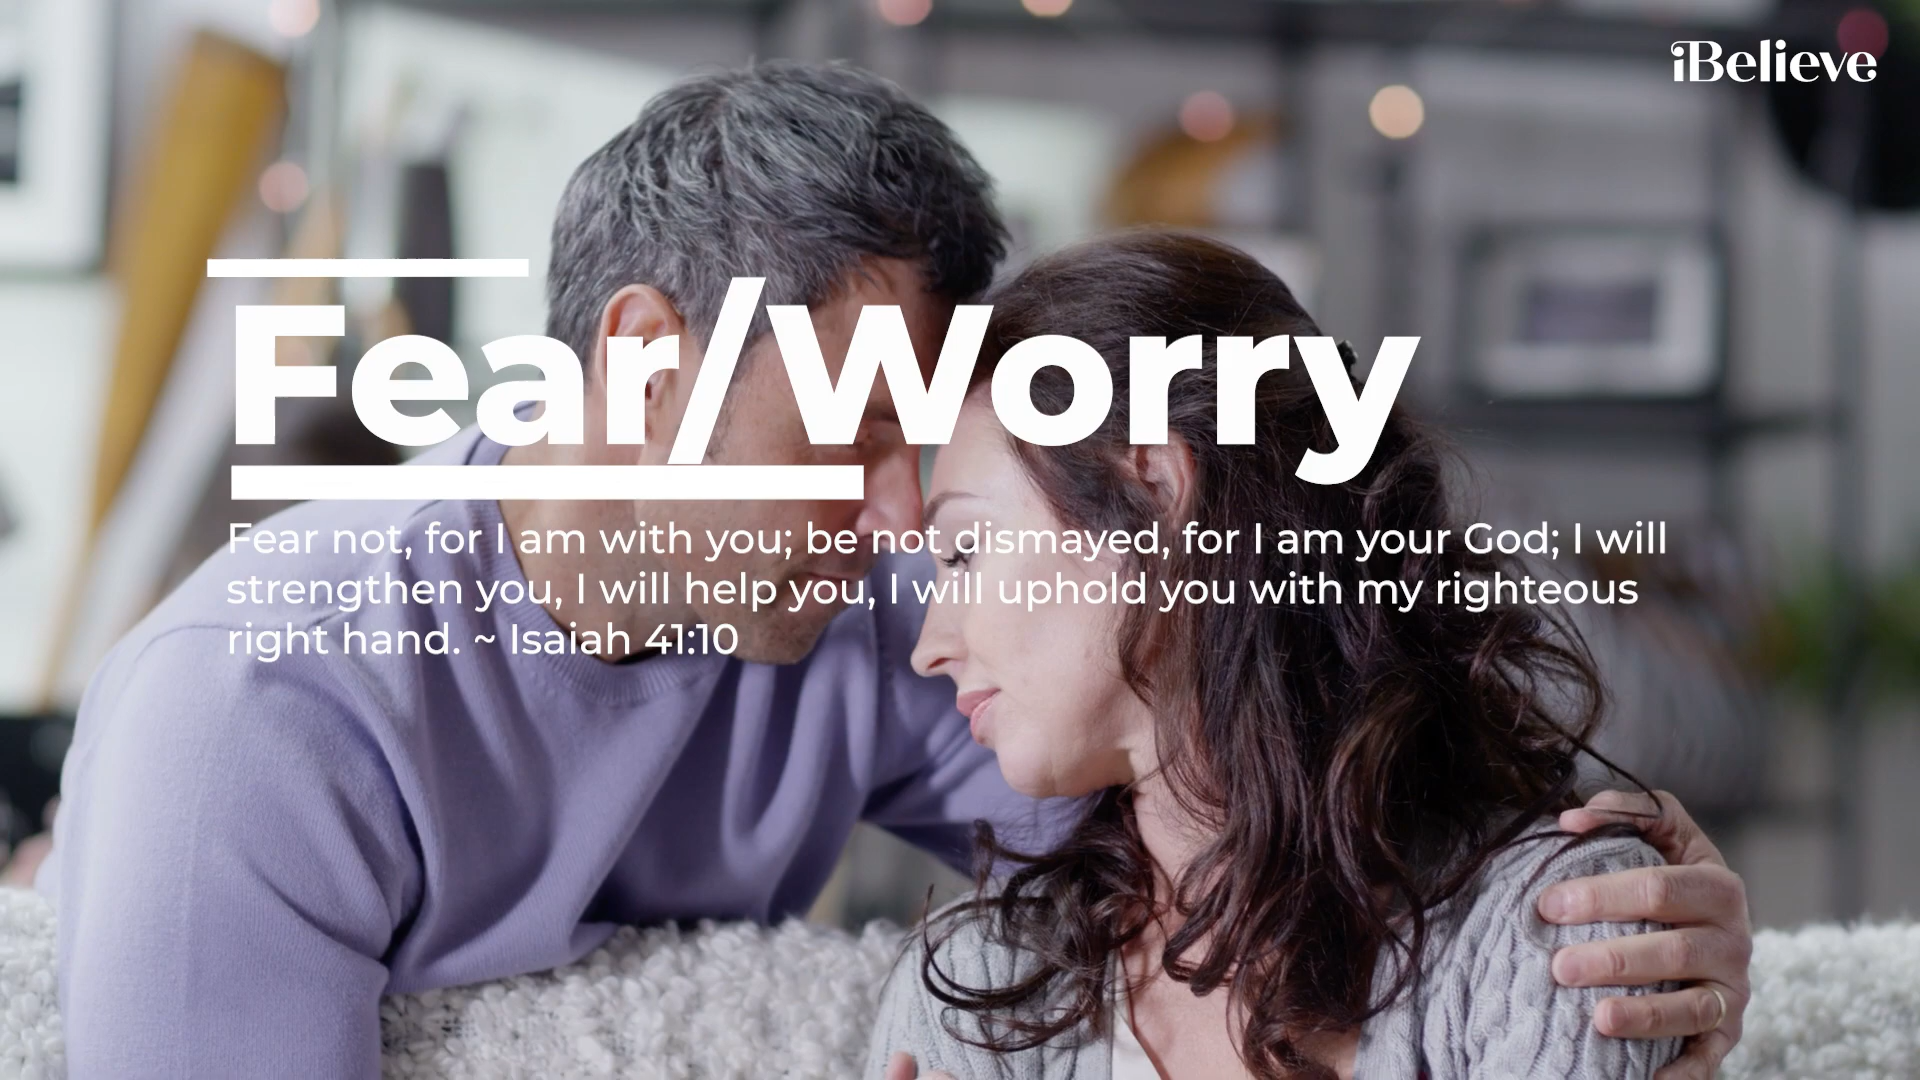 iBelieve
Fear/Worry
Fear not, for I am with you; be not dismayed, for I am your God; I will
strengthen you, I will help you, I will uphold you with my righteous
right hand. ~ Isaiah 41:10